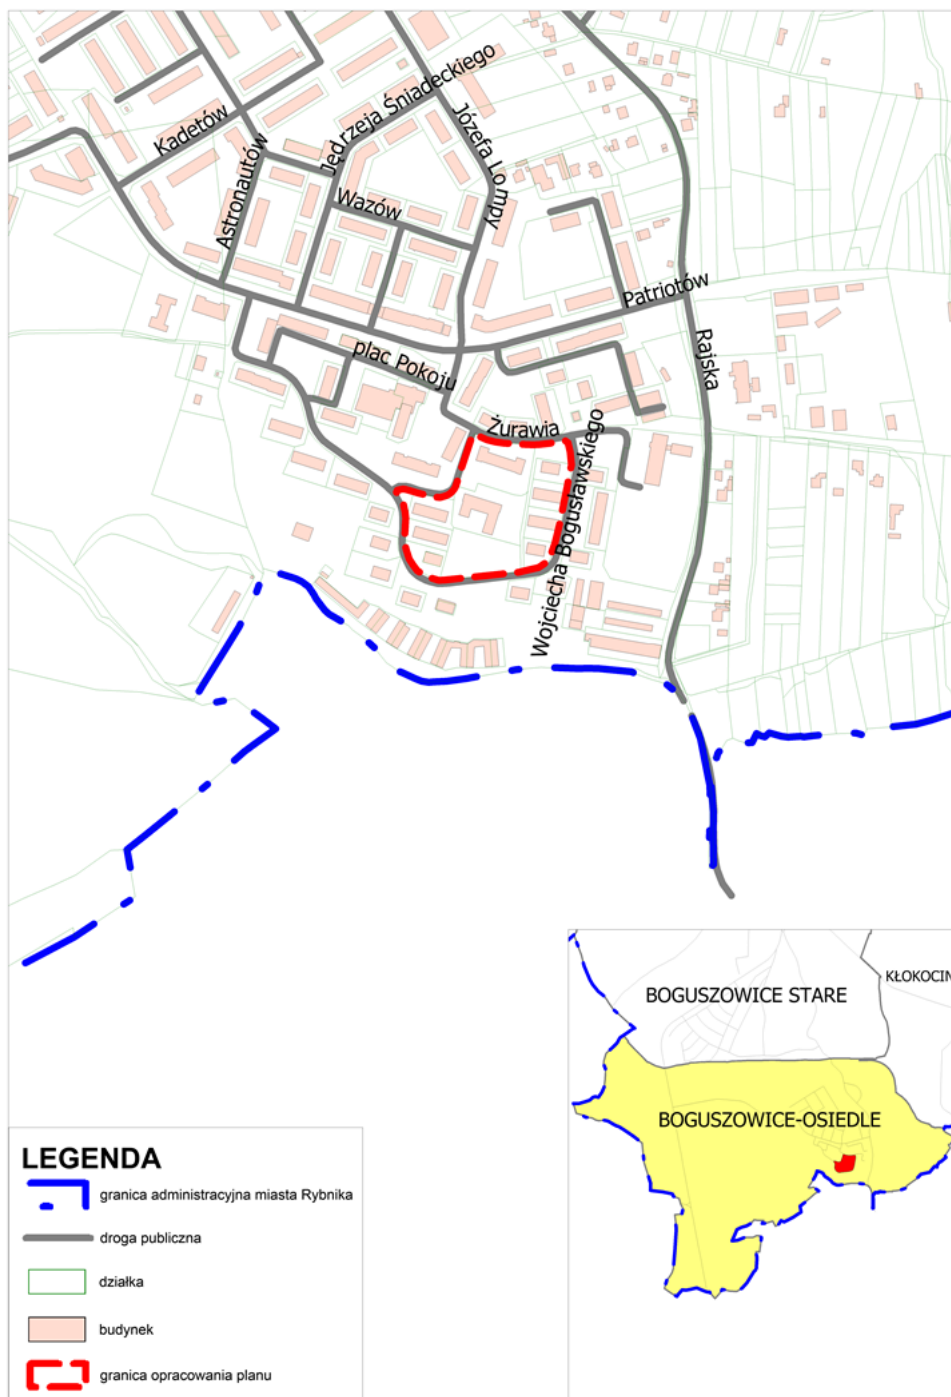 Kadetów
Astronautów
Jędrzeja Śniadeckiego
Józefa Lompy
Wazów
Patriotów
Rajska
plac Pokoju
Żurawia
Wojciecha Bogusławskiego
KŁOKOCIN
BOGUSZOWICE STARE
BOGUSZOWICE-OSIEDLE
LEGENDA
granica administracyjna miasta Rybnika
droga publiczna
działka
budynek
granica opracowania planu